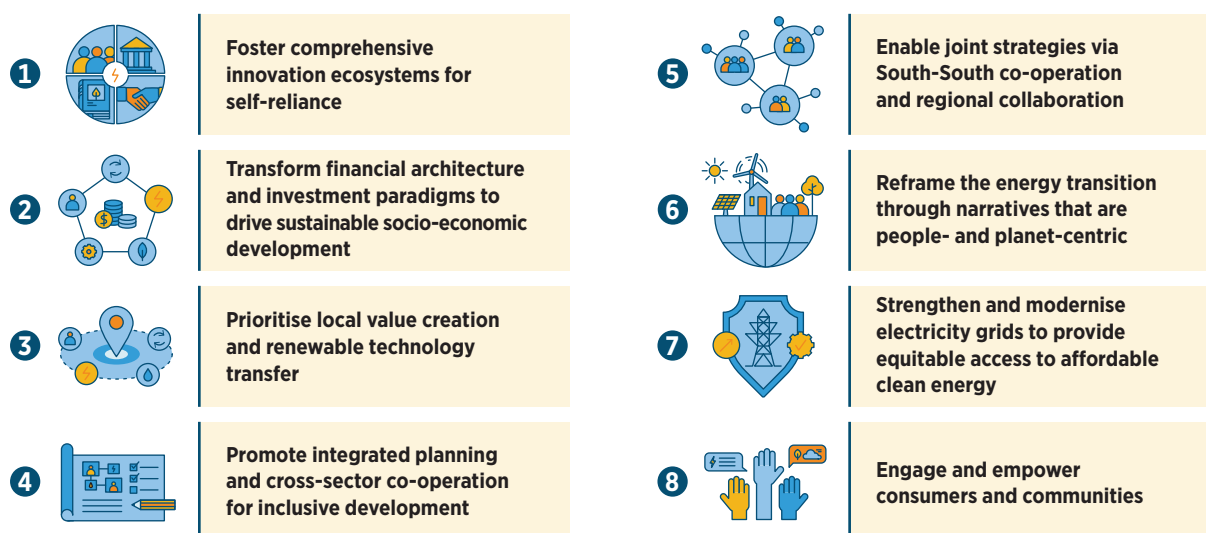 1
Foster comprehensive
innovation ecosystems for
self-reliance
2
Transform financial architecture
and investment paradigms to
drive sustainable socio-economic
development
3
Prioritise local value creation
and renewable technology
transfer
4
Promote integrated planning
and cross-sector co-operation
for inclusive development
5
Enable joint strategies via
South-South co-operation
and regional collaboration
6
Reframe the energy transition
through narratives that are
people- and planet-centric
7
Strengthen and modernise
electricity grids to provide
equitable access to affordable
clean energy
8
Engage and empower
consumers and communities